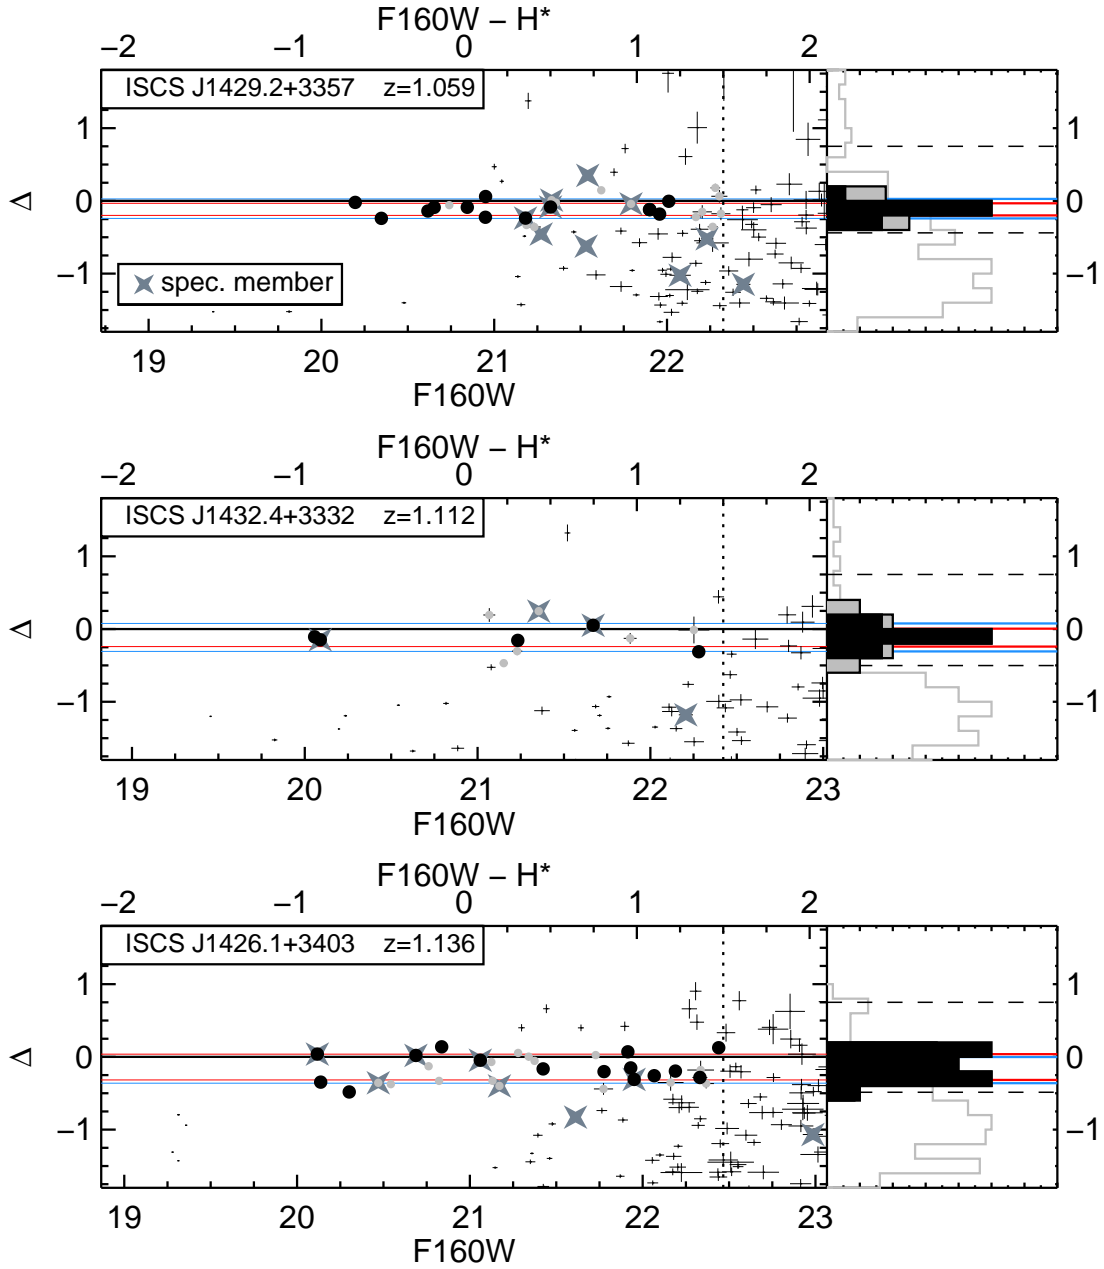 F160W − H*
−2 −1 0 1 2
ISCS J1429.2+3357 z=1.059
1 1
Δ 0 0
−1 −1
spec. member
19 20 21 22
F160W
F160W − H*
−2 −1 0 1 2
ISCS J1432.4+3332 z=1.112
1 1
Δ 0 0
−1 −1
19 20 21 22 23
F160W
F160W − H*
−2 −1 0 1 2
ISCS J1426.1+3403 z=1.136
1 1
Δ 0 0
−1 −1
19 20 21 22 23
F160W